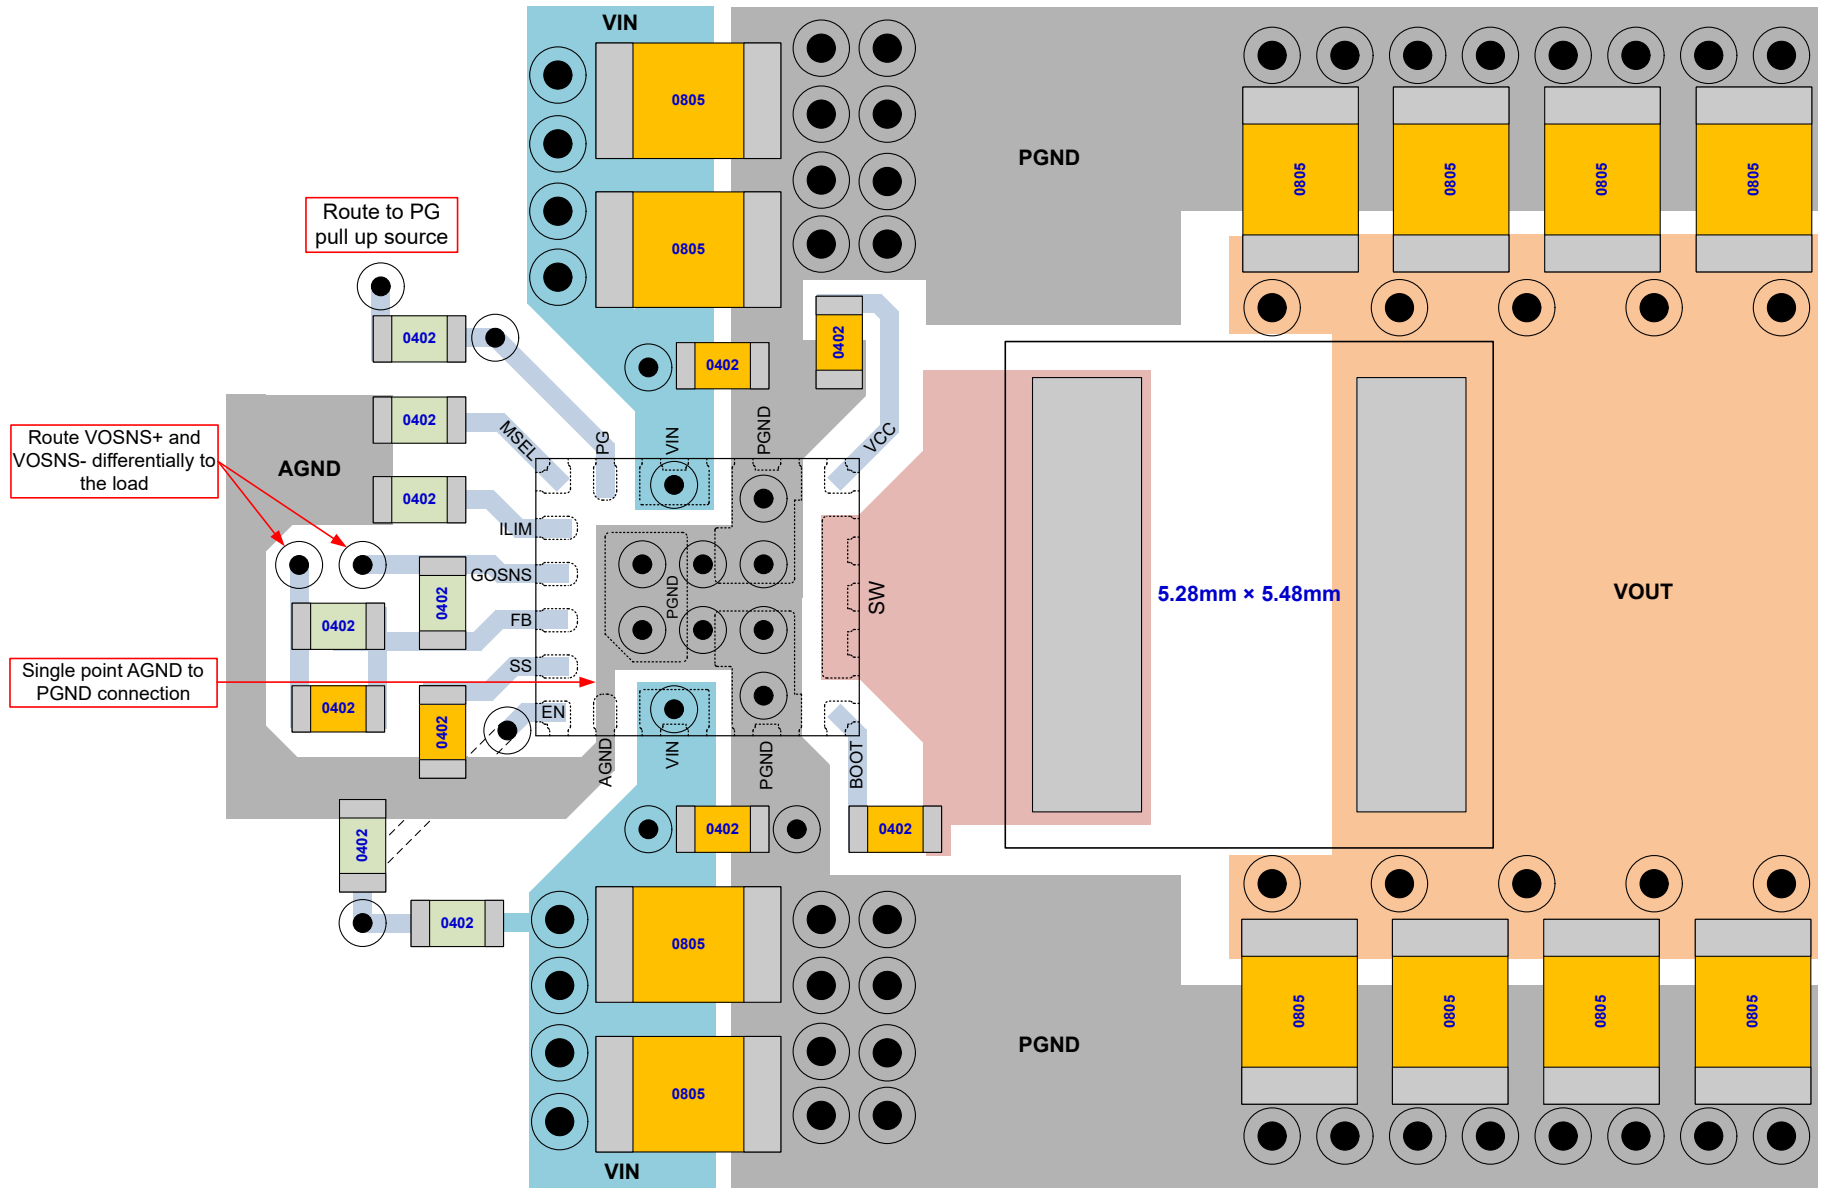 VIN
0805
PGND
0805
0805
0805
0805
Route to PG
pull up source
0805
0402
0402
0402
0402
MSEL
PG
VIN
PGND
VCC
Route VOSNS+ and
VOSNS- differentially to
the load
AGND
0402
ILIM
GOSNS
0402
0402
FB
PGND
SW
5.28mm × 5.48mm
VOUT
Single point AGND to
PGND connection
SS
0402
0402
EN
AGND
VIN
PGND
BOOT
0402
0402
0402
0402
0805
0805
0805
0805
0805
PGND
0805
VIN